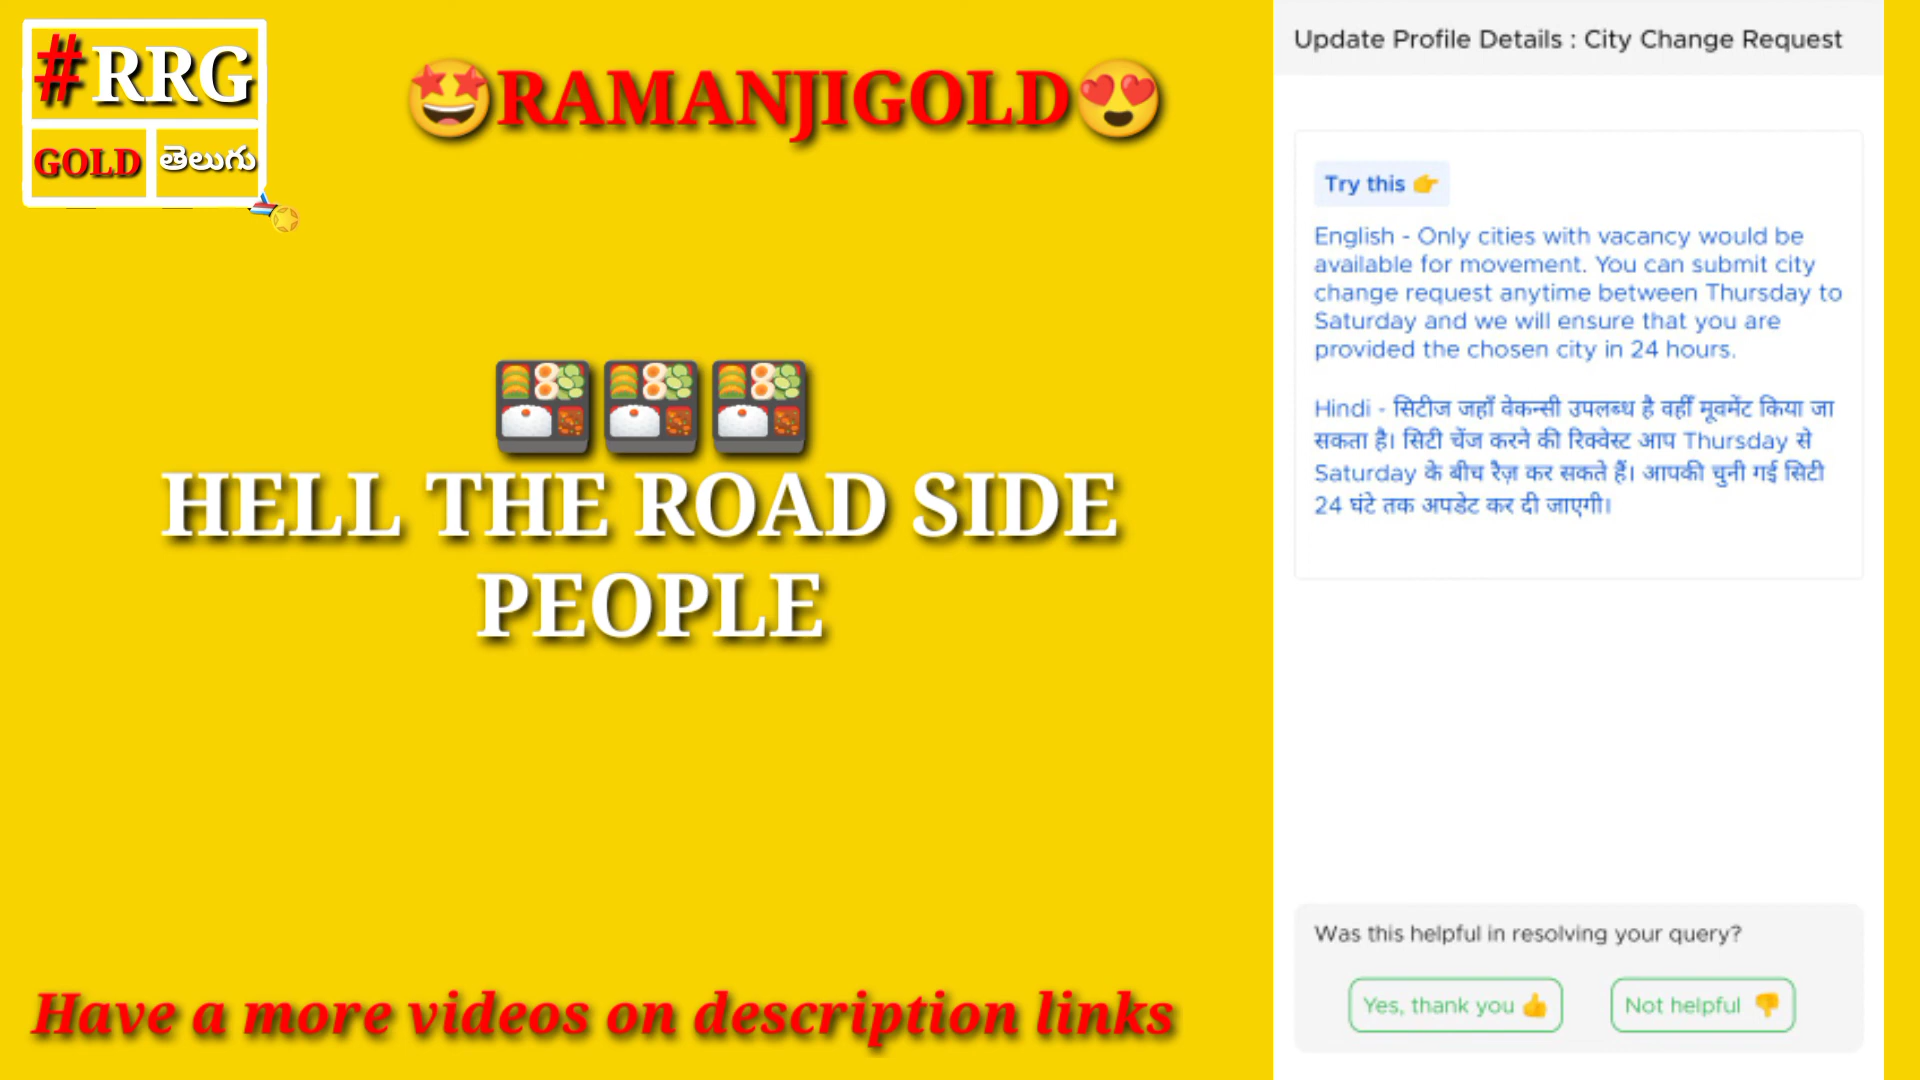 #RRG
GOLD తెలుగు
RAMANJIGOLD
HELL THE ROAD SIDE
PEOPLE
Have a more videos on description links
Update Profile Details : City Change Request
Try this
English - Only cities with vacancy would be
available for movement. You can submit city
change request anytime between Thursday to
Saturday and we will ensure that you are
provided the chosen city in 24 hours.
Hindi - सिटीज जहाँ वेकन्सी उपलब्ध है वहीँ मूवमेंट किया जा
सकता है। सिटी चेंज करने की रिक्वेस्ट आप Thursday से
Saturday के बीच रैज़ कर सकते हैं। आपकी चुनी गई सिटी
24 घंटे तक अपडेट कर दी जाएगी।
Was this helpful in resolving your query?
Yes, thank you
Not helpful